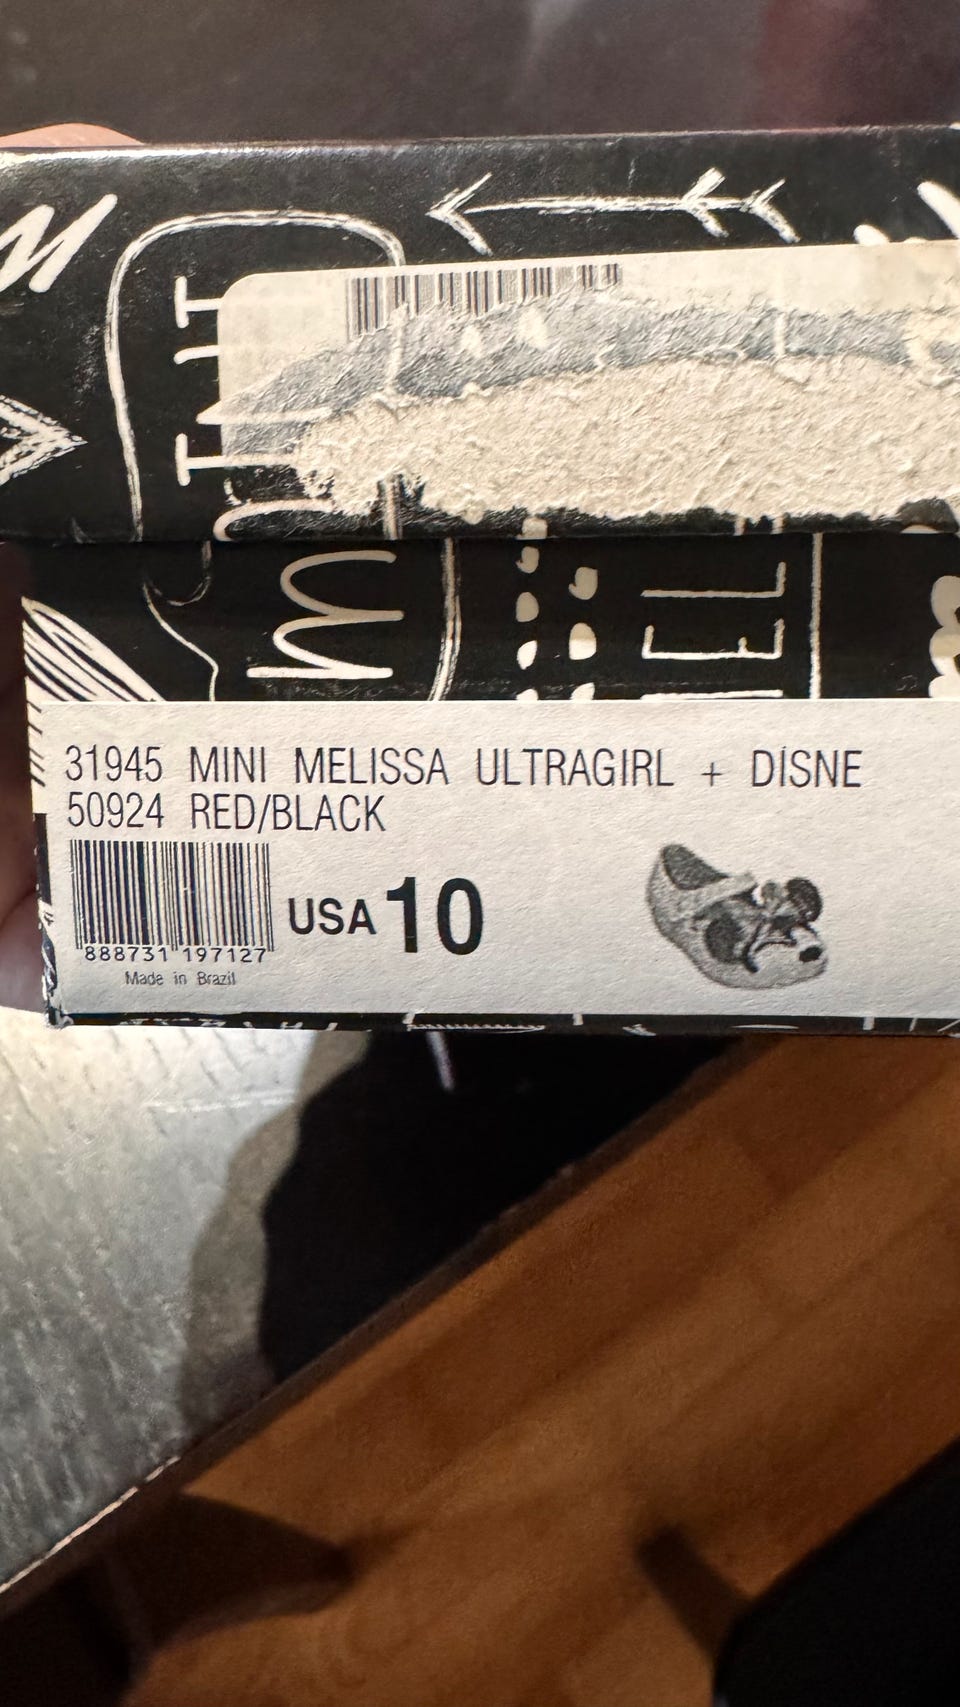 31945 MINI MELISSA ULTRAGIRL + DISNE
50924 RED/BLACK
USA 10
888731 197127
Made in Brazil